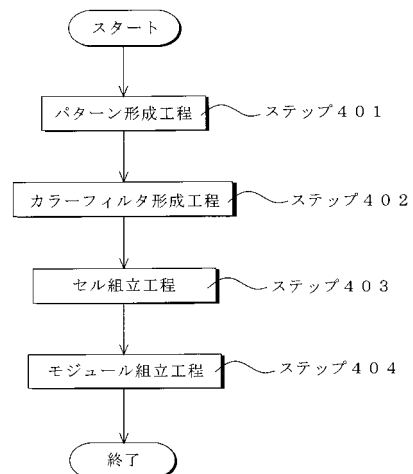 スタート
パターン形成工程 ステップ４０１
カラーフィルタ形成工程 ステップ４０２
セル組立工程 ステップ４０３
モジュール組立工程 ステップ４０４
終了